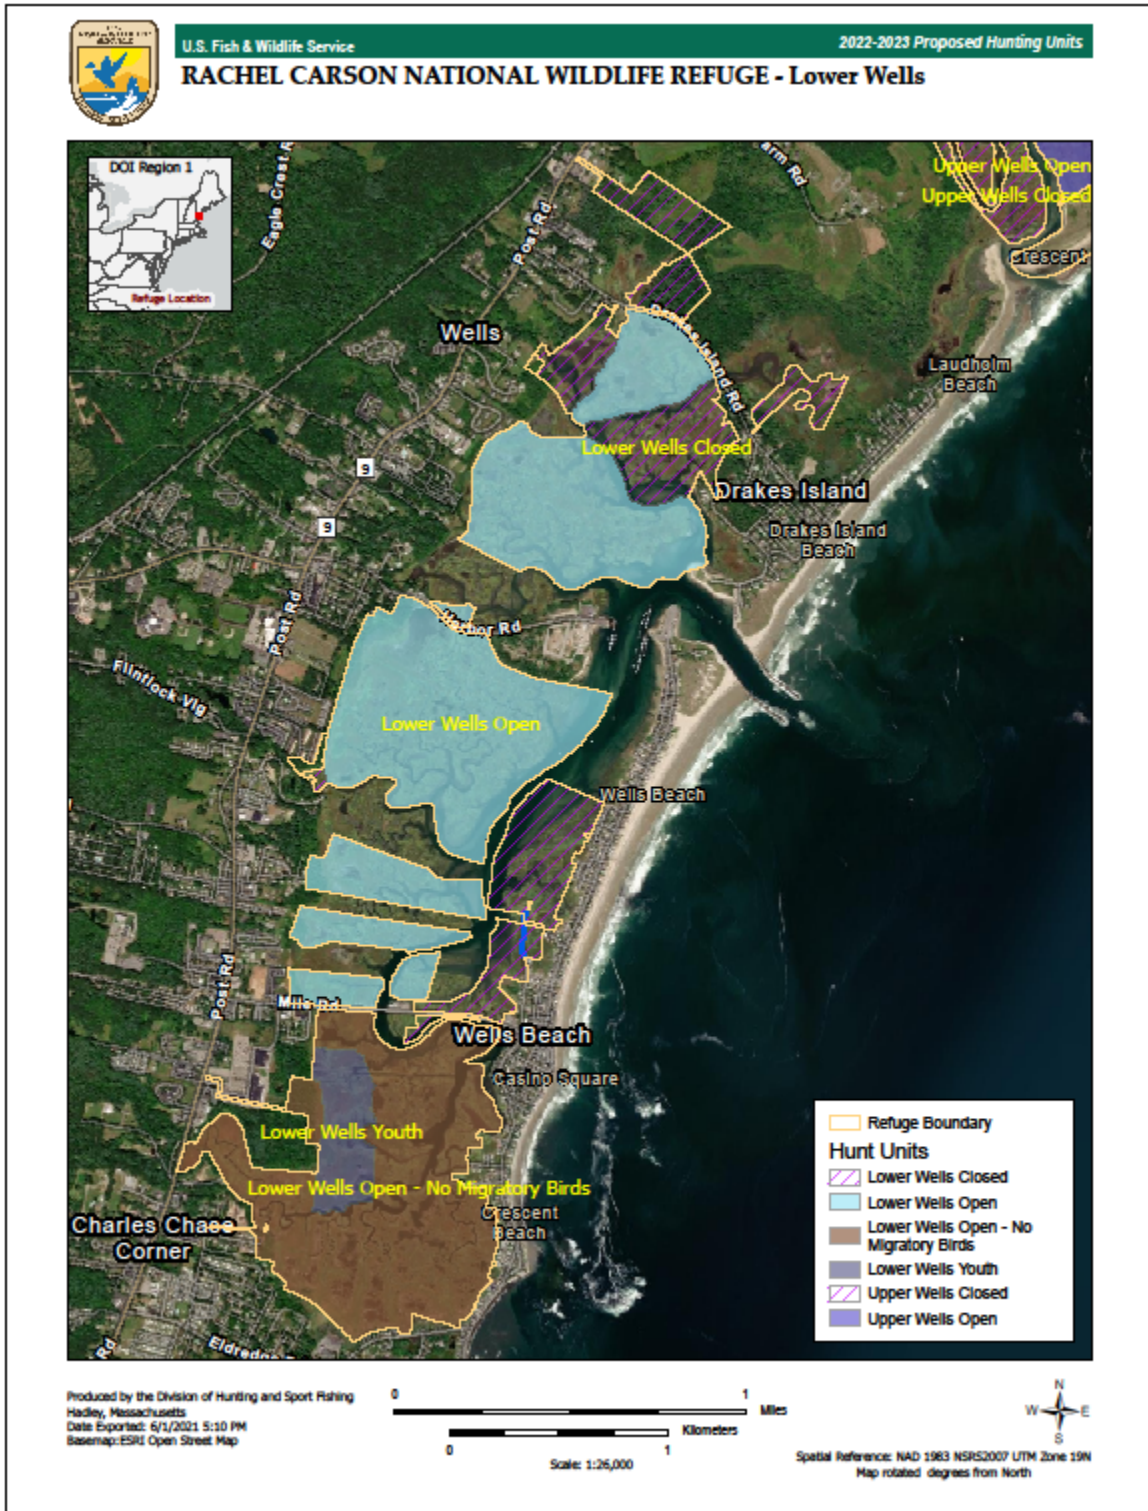 U.S. Fish & Wildlife Service
2022-2023 Proposed Hunting Units
RACHEL CARSON NATIONAL WILDLIFE REFUGE - Lower Wells
DOI Region 1
Refuge Location
Eagle Crest R
Post Rd
arm Rd
Upper Wells Open
Upper Wells Closed
Crescent
Wells
Drakes Island Rd
Laudholm
Beach
Lower Wells Closed
9
Drakes Island
9
Drakes Island
Beach
Post Rd
Harbor Rd
Flintlock Vlg
Lower Wells Open
Wells Beach
Post Rd
Mile Rd
Wells Beach
Casino Square
Lower Wells Youth
Lower Wells Open - No Migratory Birds
Crescent
Beach
Charles Chase
Corner
Rd
Eldredge
Refuge Boundary
Hunt Units
Lower Wells Closed
Lower Wells Open
Lower Wells Open - No
Migratory Birds
Lower Wells Youth
Upper Wells Closed
Upper Wells Open
Produced by the Division of Hunting and Sport Fishing
Hadley, Massachusetts
Date Exported: 6/1/2021 5:10 PM
Basemap:ESRI Open Street Map
0 1
Miles
Kilometers
0 1
Scale: 1:26,000
N
W E
S
Spatial Reference: NAD 1983 NSRS2007 UTM Zone 19N
Map rotated degrees from North